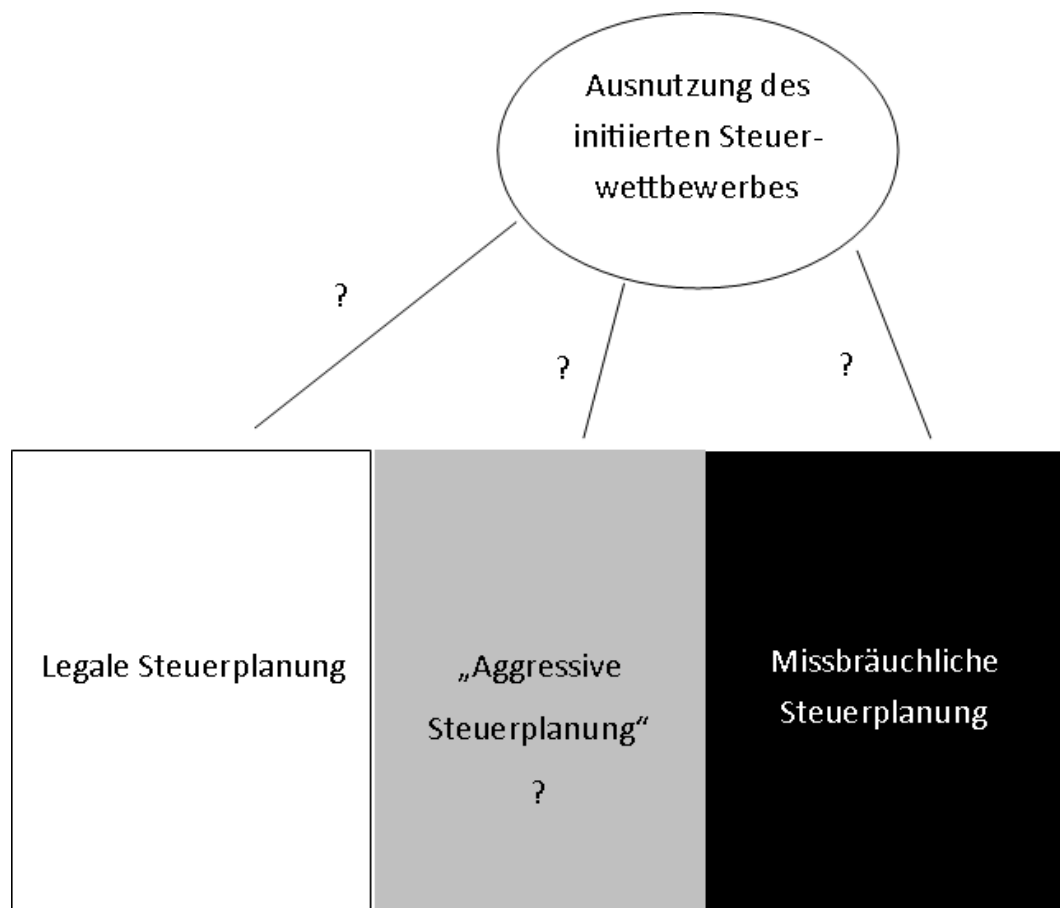 Ausnutzung des
initiierten Steuer-
wettbewerbes
?
?
?
Legale Steuerplanung
„Aggressive
Steuerplanung“
?
Missbräuchliche
Steuerplanung